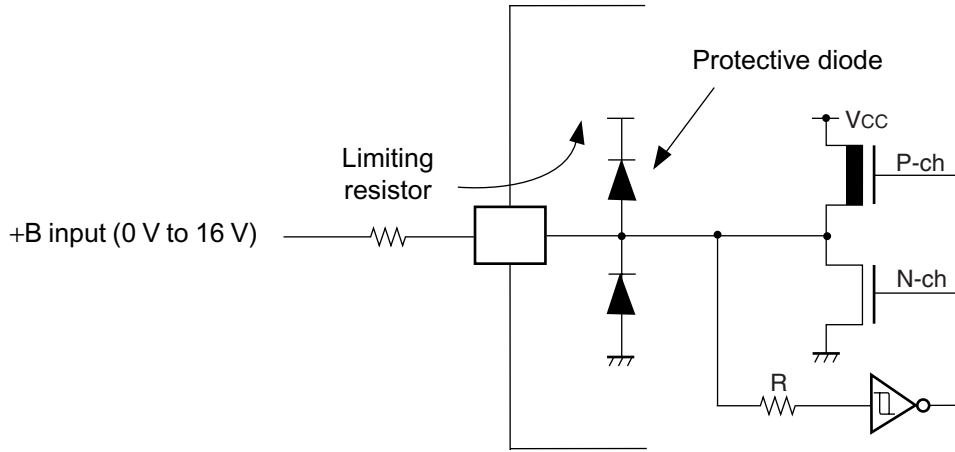 Protective diode
VCC
Limiting
resistor
P-ch
+B input (0 V to 16 V)
N-ch
R